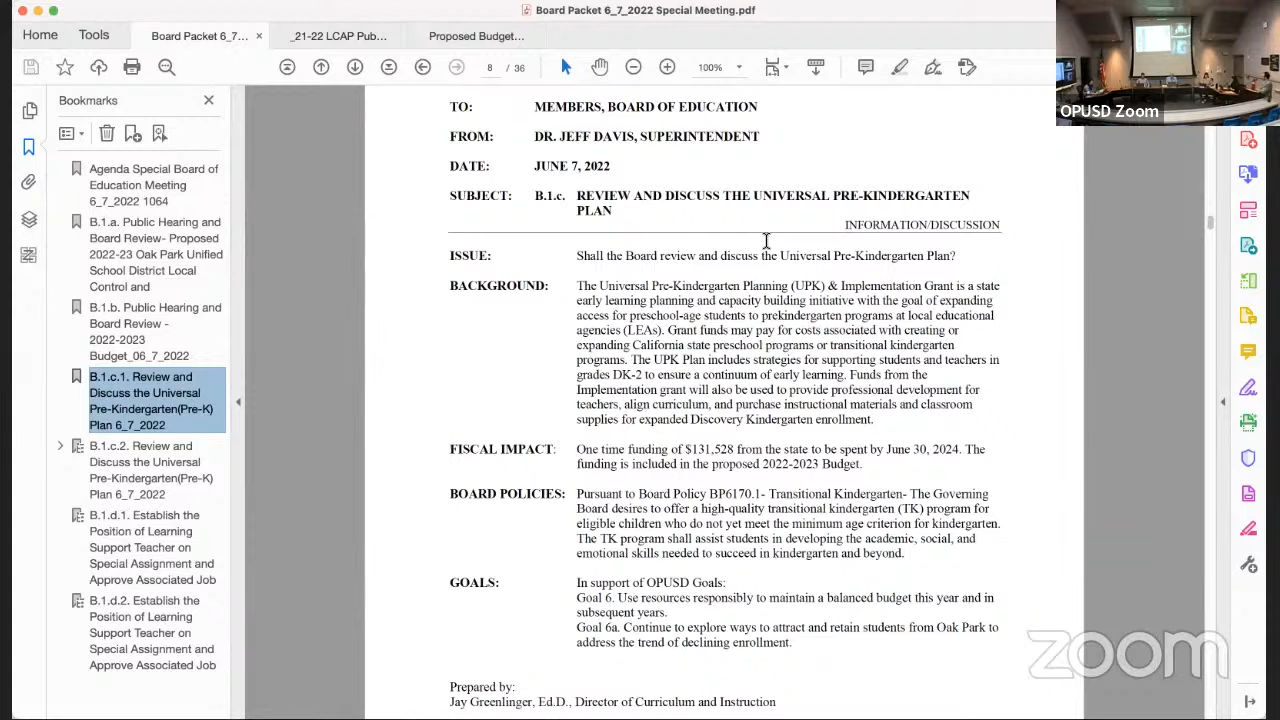 Board Packet 6_7_2022 Special Meeting.pdf
Home
Tools
Board Packet 6_7...
_21-22 LCAP Pub...
Proposed Budget...
8 / 36
100%
OPUSD Zoom
Bookmarks
Agenda Special Board of
Education Meeting
6_7_2022 1064
B.1.a. Public Hearing and
Board Review- Proposed
2022-23 Oak Park Unified
School District Local
Control and
B.1.b. Public Hearing and
Board Review -
2022-2023
Budget_06_7_2022
B.1.c.1. Review and
Discuss the Universal
Pre-Kindergarten(Pre-K)
Plan 6_7_2022
B.1.c.2. Review and
Discuss the Universal
Pre-Kindergarten(Pre-K)
Plan 6_7_2022
B.1.d.1. Establish the
Position of Learning
Support Teacher on
Special Assignment and
Approve Associated Job
B.1.d.2. Establish the
Position of Learning
Support Teacher on
Special Assignment and
Approve Associated Job
TO: MEMBERS, BOARD OF EDUCATION
FROM: DR. JEFF DAVIS, SUPERINTENDENT
DATE: JUNE 7, 2022
SUBJECT: B.1.c. REVIEW AND DISCUSS THE UNIVERSAL PRE-KINDERGARTEN
PLAN
INFORMATION/DISCUSSION
ISSUE: Shall the Board review and discuss the Universal Pre-Kindergarten Plan?
BACKGROUND: The Universal Pre-Kindergarten Planning (UPK) & Implementation Grant is a state
early learning planning and capacity building initiative with the goal of expanding
access for preschool-age students to prekindergarten programs at local educational
agencies (LEAs). Grant funds may pay for costs associated with creating or
expanding California state preschool programs or transitional kindergarten
programs. The UPK Plan includes strategies for supporting students and teachers in
grades DK-2 to ensure a continuum of early learning. Funds from the
Implementation grant will also be used to provide professional development for
teachers, align curriculum, and purchase instructional materials and classroom
supplies for expanded Discovery Kindergarten enrollment.
FISCAL IMPACT: One time funding of $131,528 from the state to be spent by June 30, 2024. The
funding is included in the proposed 2022-2023 Budget.
BOARD POLICIES: Pursuant to Board Policy BP6170.1- Transitional Kindergarten- The Governing
Board desires to offer a high-quality transitional kindergarten (TK) program for
eligible children who do not yet meet the minimum age criterion for kindergarten.
The TK program shall assist students in developing the academic, social, and
emotional skills needed to succeed in kindergarten and beyond.
GOALS: In support of OPUSD Goals:
Goal 6. Use resources responsibly to maintain a balanced budget this year and in
subsequent years.
Goal 6a. Continue to explore ways to attract and retain students from Oak Park to
address the trend of declining enrollment.
Prepared by:
Jay Greenlinger, Ed.D., Director of Curriculum and Instruction
zoom